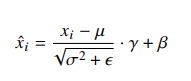 x̂ᵢ = (xᵢ − μ) / √(σ² + ϵ) · γ + β